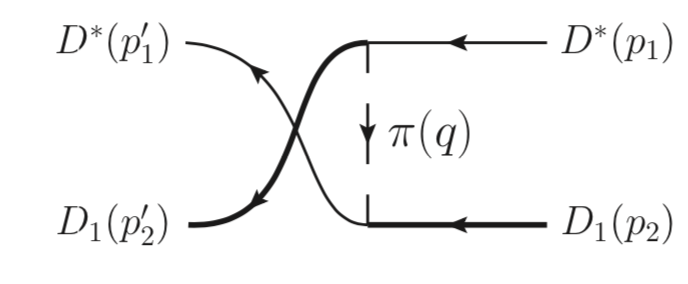 D*(p′₁) D*(p₁)
π(q)
D₁(p′₂) D₁(p₂)